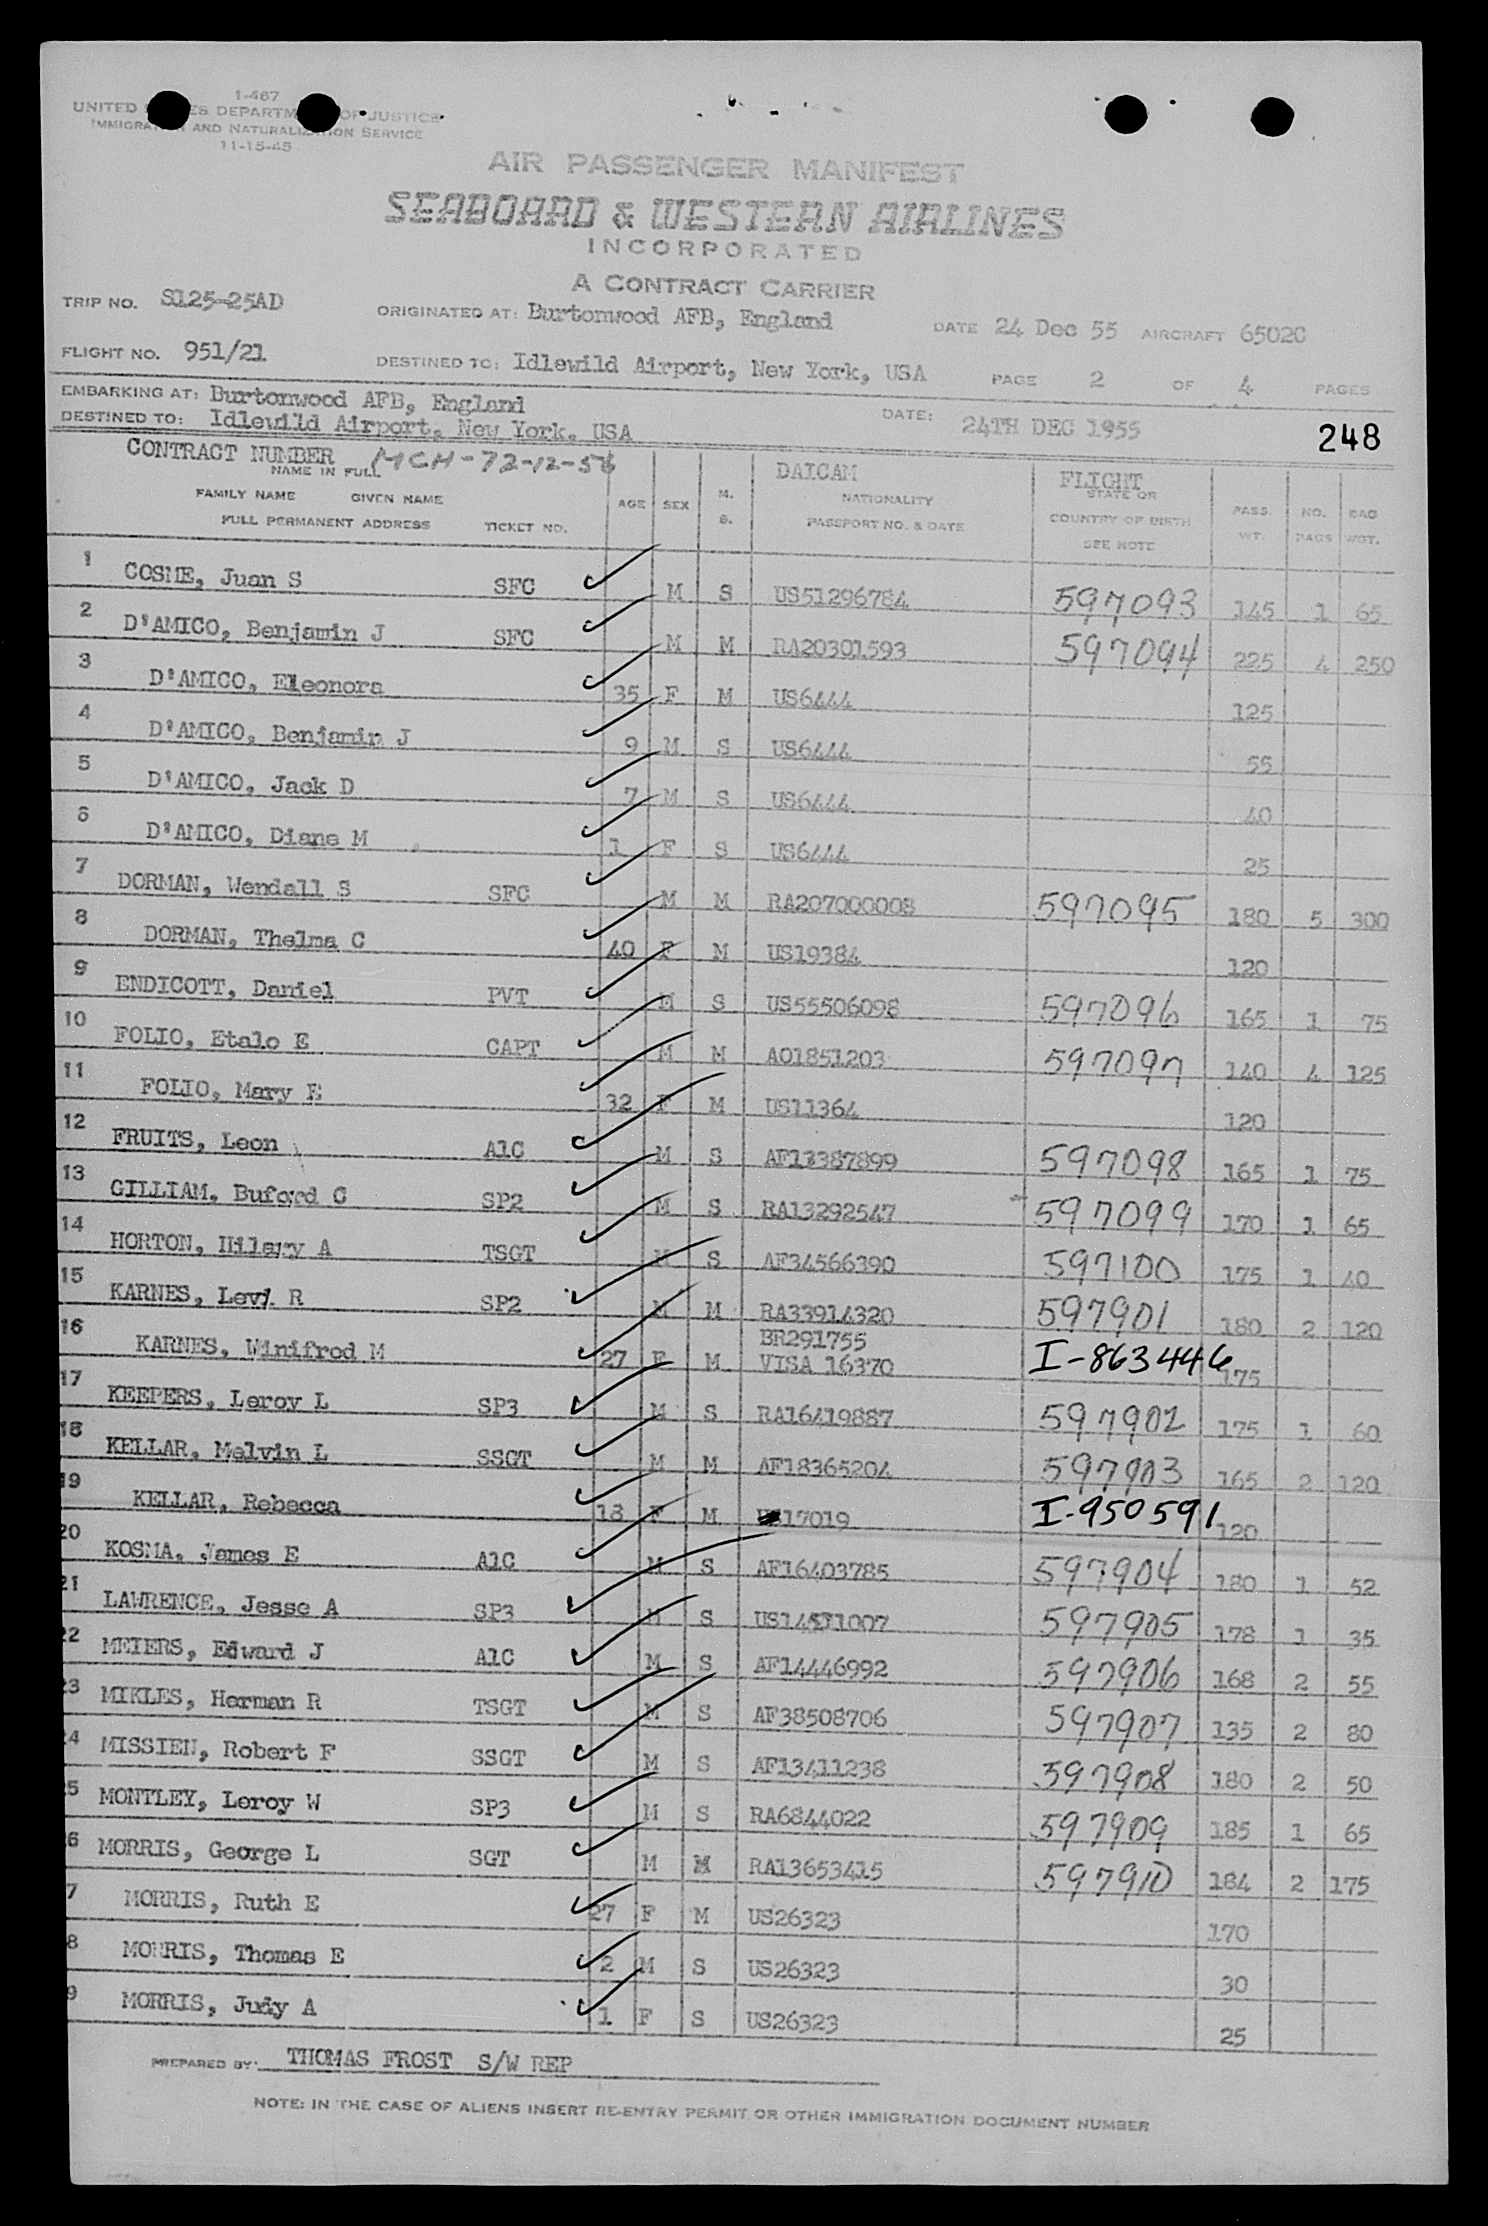 1-467
UNITED STATES DEPARTMENT OF JUSTICE
IMMIGRATION AND NATURALIZATION SERVICE
11-15-45
AIR PASSENGER MANIFEST
SEABOARD & WESTERN AIRLINES
INCORPORATED
A CONTRACT CARRIER
TRIP NO. S125-25AD ORIGINATED AT: Burtonwood AFB, England DATE 24 Dec 55 AIRCRAFT 6502C
FLIGHT NO. 951/21 DESTINED TO: Idlewild Airport, New York, USA PAGE 2 OF 4 PAGES
EMBARKING AT: Burtonwood AFB, England
DESTINED TO: Idlewild Airport, New York, USA DATE: 24TH DEC 1955
248
CONTRACT NUMBER MCH-72-12-56 DAICAM FLIGHT
NAME IN FULL
FAMILY NAME GIVEN NAME AGE SEX M. S. NATIONALITY STATE OR PASS. NO. BAG
FULL PERMANENT ADDRESS TICKET NO. PASSPORT NO. & DATE COUNTRY OF BIRTH WT. PAGS WGT.
SEE NOTE
1 COSME, Juan S SFC M S US51296784 597093 145 1 65
2 D'AMICO, Benjamin J SFC M M RA20301593 597094 225 4 250
3 D'AMICO, Eleonora 35 F M US6444 125
4 D'AMICO, Benjamin J 9 M S US6444 55
5 D'AMICO, Jack D 7 M S US6444 40
6 D'AMICO, Diane M 1 F S US6444 25
7 DORMAN, Wendall S SFC M M RA207000008 597095 180 5 300
8 DORMAN, Thelma C 40 F M US19384 120
9 ENDICOTT, Daniel PVT M S US55506098 597096 165 1 75
10 FOLIO, Etalo E CAPT M M AO1851203 597097 140 4 125
11 FOLIO, Mary E 32 F M US11364 120
12 FRUITS, Leon A1C M S AF13387899 597098 165 1 75
13 GILLIAM, Buford C SP2 M S RA13292547 597099 170 1 65
14 HORTON, Hilary A TSGT M S AF34566390 597100 175 1 40
15 KARNES, Levi R SP2 M M RA33914320 597901 180 2 120
16 KARNES, Winifred M 27 F M BR291755 VISA 16370 I-863446 175
17 KEEPERS, Leroy L SP3 M S RA16419887 597902 175 1 60
18 KELLAR, Melvin L SSGT M M AF18365204 597903 165 2 120
19 KELLAR, Rebecca 18 F M 17019 I-950591 120
20 KOSMA, James E A1C M S AF16403785 597904 180 1 52
21 LAWRENCE, Jesse A SP3 M S 597905 178 1 35
22 MEIERS, Edward J A1C M S AF14446992 597906 168 2 55
23 MIKLES, Herman R TSGT M S AF38508706 597907 135 2 80
24 MISSIEN, Robert F SSGT M S AF13411238 597908 180 2 50
25 MONTLEY, Leroy W SP3 M S RA6844022 597909 185 1 65
26 MORRIS, George L SGT M M RA13653415 597910 184 2 175
7 MORRIS, Ruth E 27 F M US26323 170
8 MORRIS, Thomas E 2 M S US26323 30
9 MORRIS, Judy A 1 F S US26323 25
PREPARED BY: THOMAS FROST S/W REP
NOTE: IN THE CASE OF ALIENS INSERT RE-ENTRY PERMIT OR OTHER IMMIGRATION DOCUMENT NUMBER